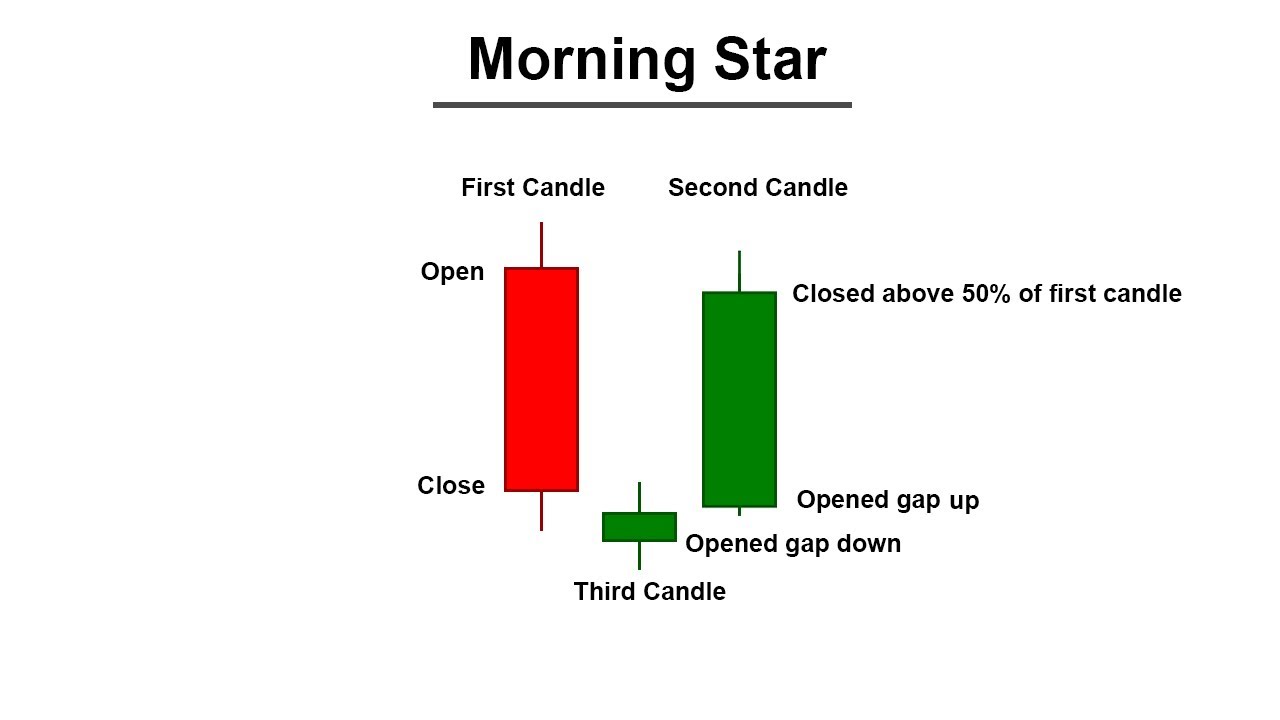 Morning Star
First Candle
Second Candle
Open
Closed above 50% of first candle
Close
Opened gap up
Opened gap down
Third Candle